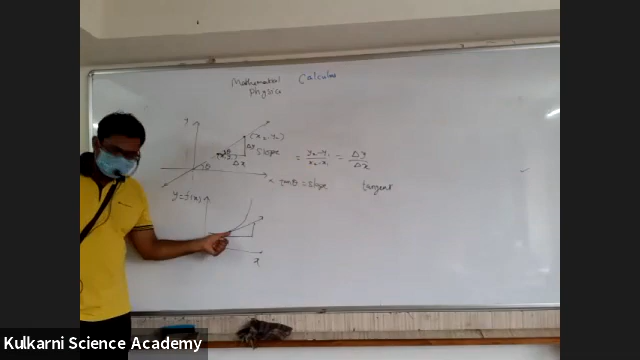 Mathematical Calculus
Physics
y
(x₂, y₂)
θ
Δy
Slope = y₂-y₁/x₂-x₁ = Δy/Δx
θ
Δx
x
tanθ = slope
tangent
y=f(x)
x
Kulkarni Science Academy